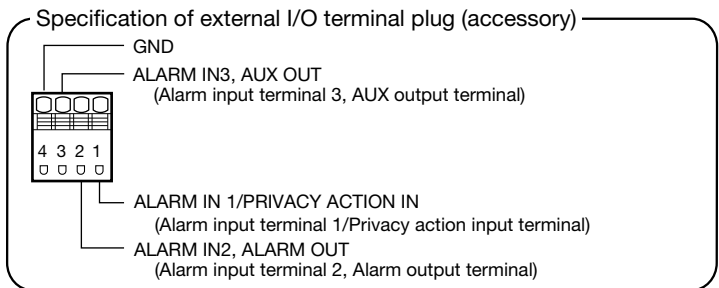 Specification of external I/O terminal plug (accessory)
GND
ALARM IN3, AUX OUT
(Alarm input terminal 3, AUX output terminal)
4 3 2 1
ALARM IN 1/PRIVACY ACTION IN
(Alarm input terminal 1/Privacy action input terminal)
ALARM IN2, ALARM OUT
(Alarm input terminal 2, Alarm output terminal)